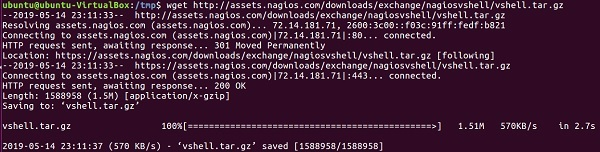 ubuntu@ubuntu-VirtualBox:/tmp$ wget http://assets.nagios.com/downloads/exchange/nagiosvshell/vshell.tar.gz
--2019-05-14 23:11:33--  http://assets.nagios.com/downloads/exchange/nagiosvshell/vshell.tar.gz
Resolving assets.nagios.com (assets.nagios.com)... 72.14.181.71, 2600:3c00::f03c:91ff:fedf:b821
Connecting to assets.nagios.com (assets.nagios.com)|72.14.181.71|:80... connected.
HTTP request sent, awaiting response... 301 Moved Permanently
Location: https://assets.nagios.com/downloads/exchange/nagiosvshell/vshell.tar.gz [following]
--2019-05-14 23:11:33--  https://assets.nagios.com/downloads/exchange/nagiosvshell/vshell.tar.gz
Connecting to assets.nagios.com (assets.nagios.com)|72.14.181.71|:443... connected.
HTTP request sent, awaiting response... 200 OK
Length: 1588958 (1.5M) [application/x-gzip]
Saving to: ‘vshell.tar.gz’
vshell.tar.gz 100%[===========================================>] 1.51M 570KB/s in 2.7s
2019-05-14 23:11:37 (570 KB/s) - ‘vshell.tar.gz’ saved [1588958/1588958]